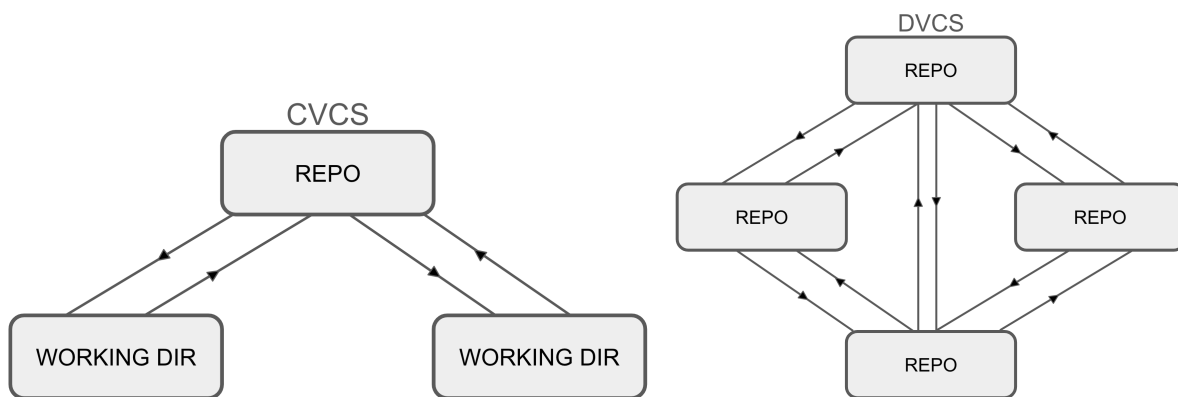 CVCS
REPO
WORKING DIR
WORKING DIR
DVCS
REPO
REPO
REPO
REPO